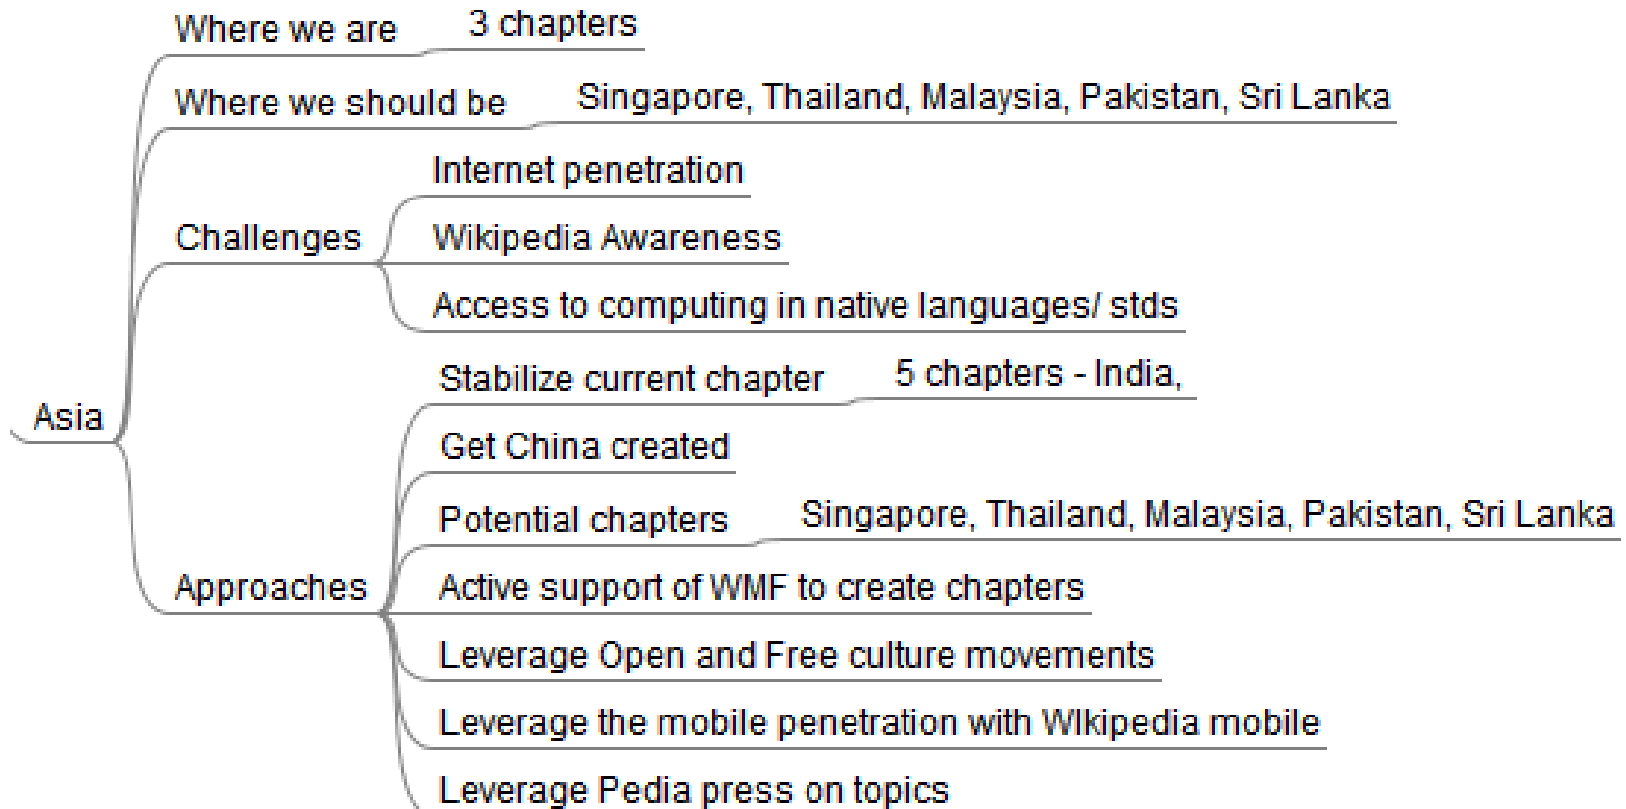 Where we are
3 chapters
Where we should be
Singapore, Thailand, Malaysia, Pakistan, Sri Lanka
Internet penetration
Challenges
Wikipedia Awareness
Access to computing in native languages/ stds
Stabilize current chapter
5 chapters - India,
Asia
Get China created
Potential chapters
Singapore, Thailand, Malaysia, Pakistan, Sri Lanka
Approaches
Active support of WMF to create chapters
Leverage Open and Free culture movements
Leverage the mobile penetration with WIkipedia mobile
Leverage Pedia press on topics